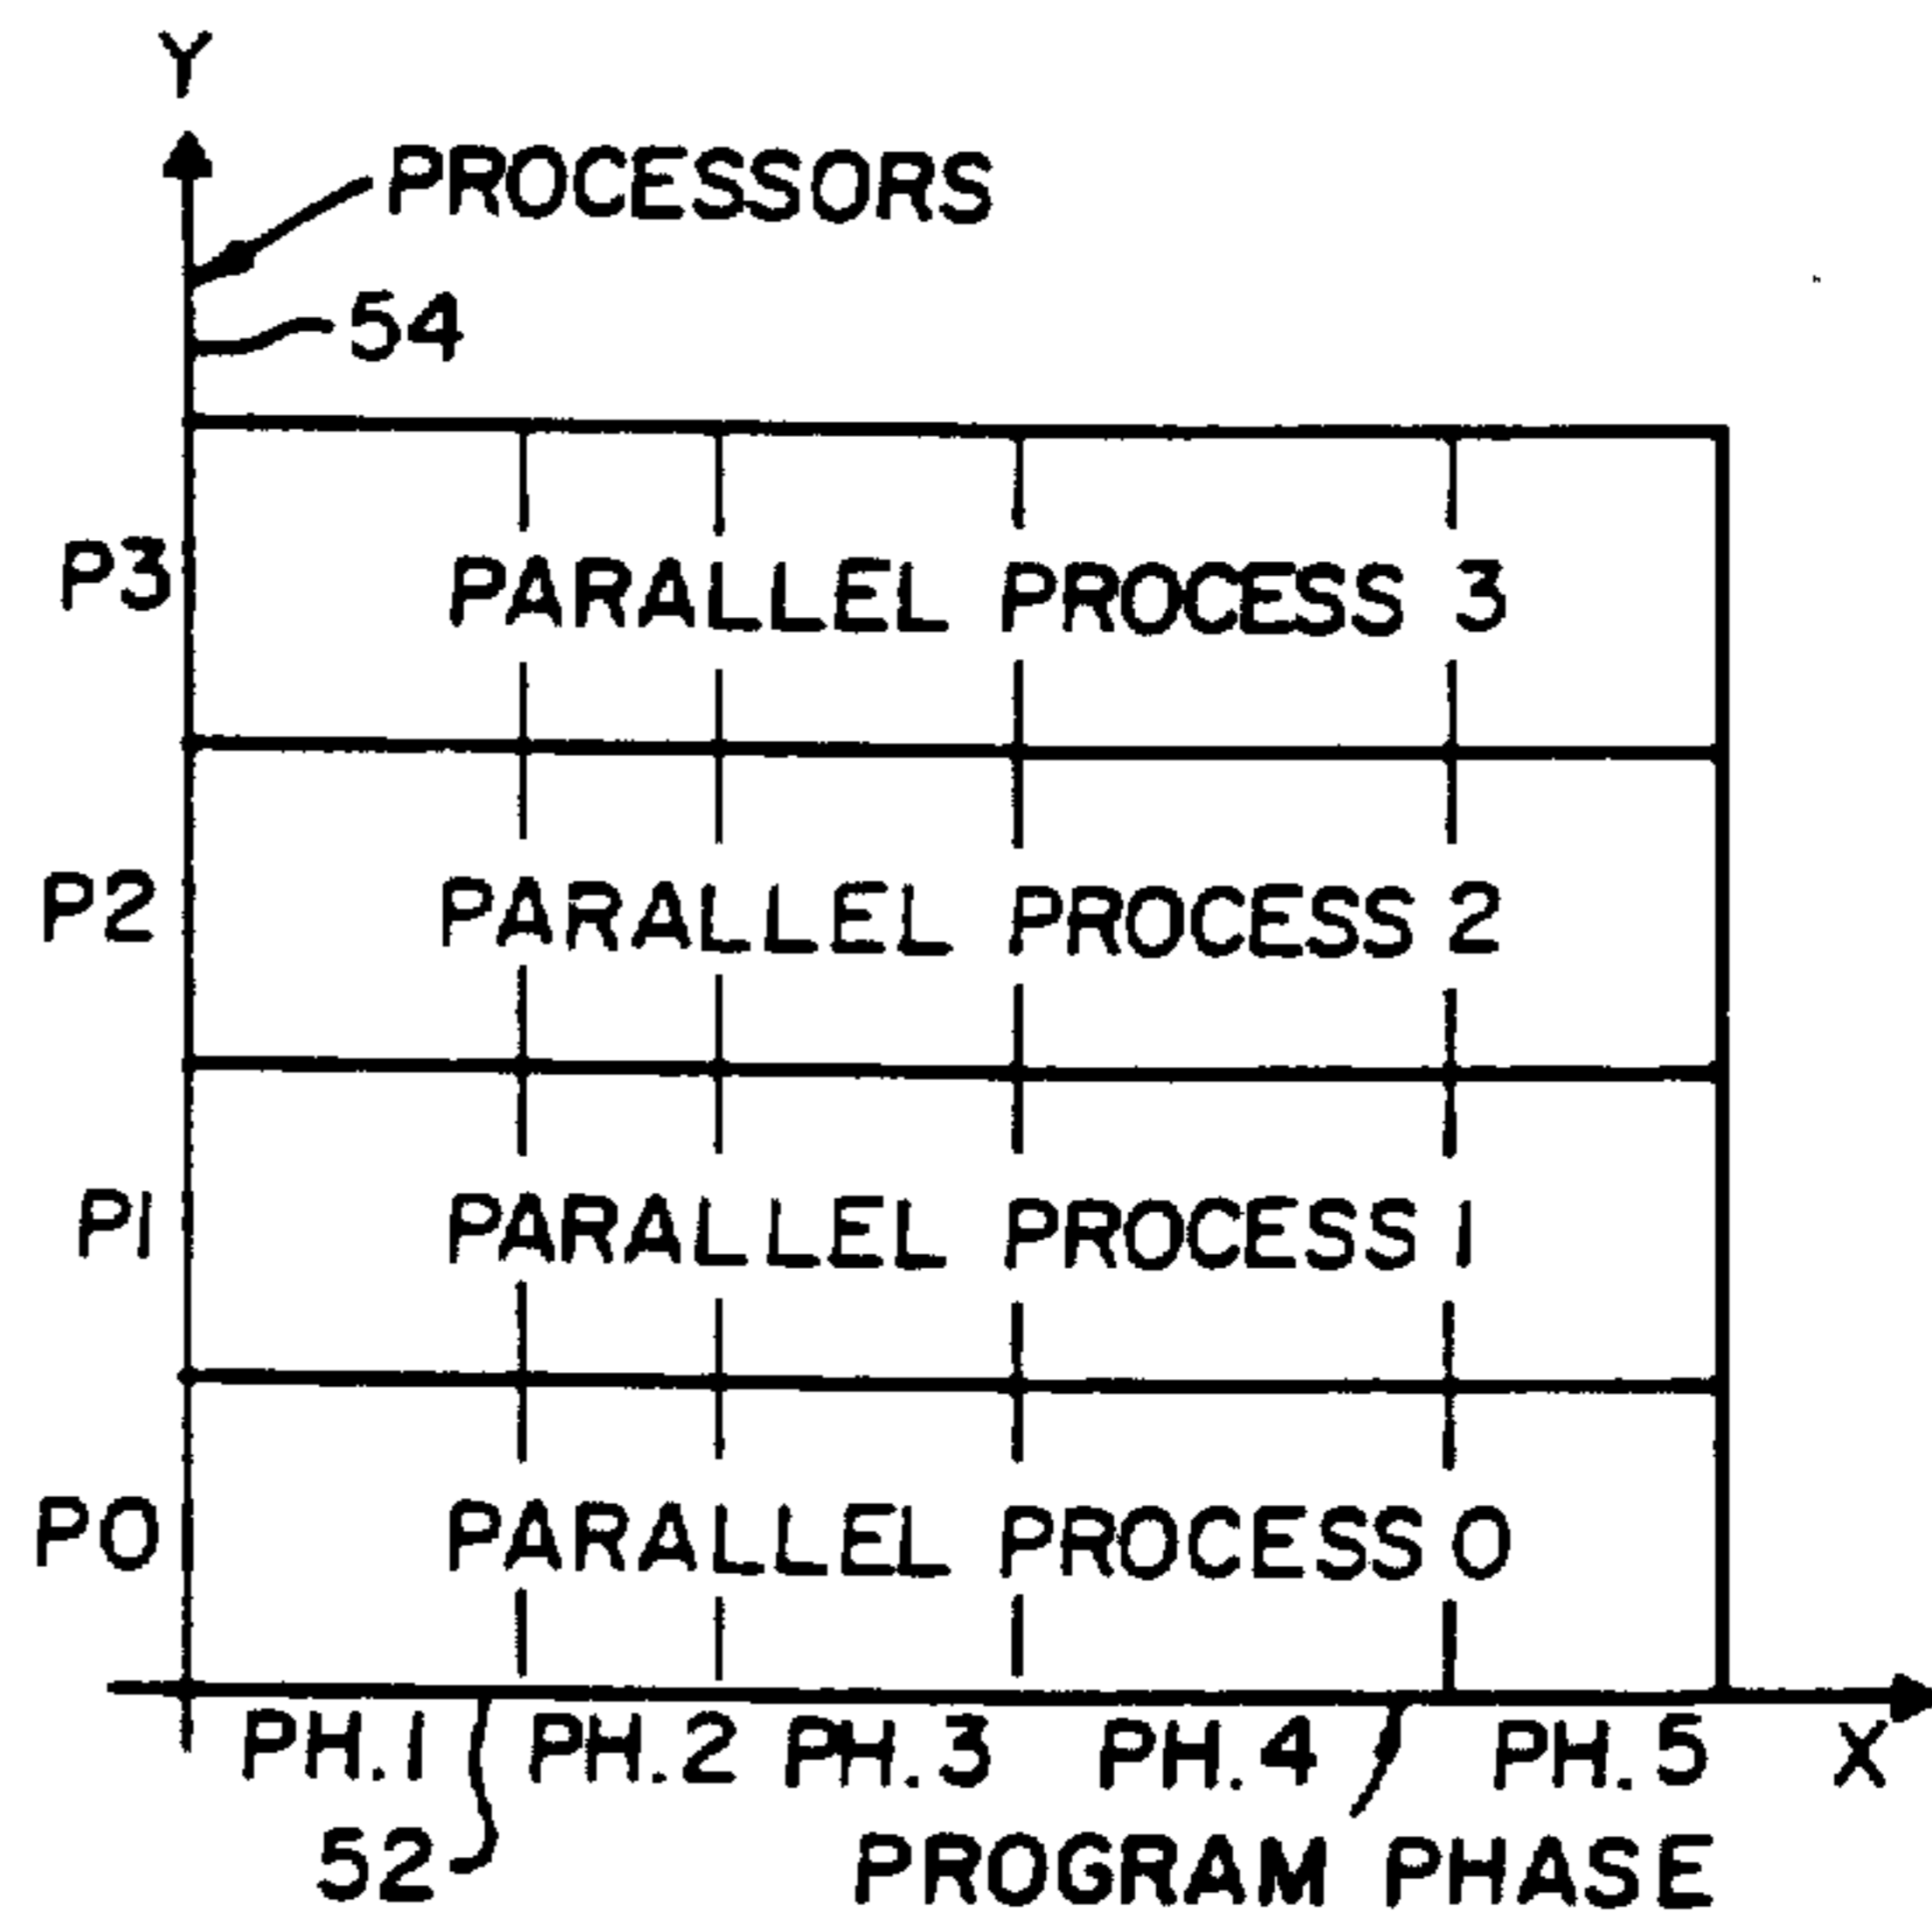 Y
PROCESSORS
54
P3
PARALLEL PROCESS 3
P2
PARALLEL PROCESS 2
P1
PARALLEL PROCESS 1
P0
PARALLEL PROCESS 0
PH.1
PH.2
PH.3
PH.4
PH.5
X
52
PROGRAM PHASE